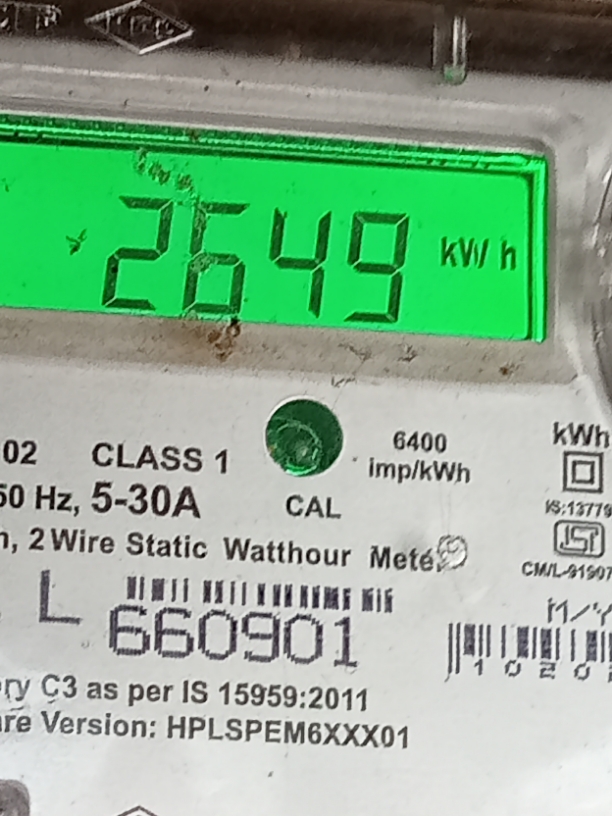 2649 kWh
6400
imp/kWh
kWh
02 CLASS 1
50 Hz, 5-30A
CAL
IS:13779
2 Wire Static Watthour Meter
CM/L-91907
L
660901
M/Y
C3 as per IS 15959:2011
Version: HPLSPEM6XXX01